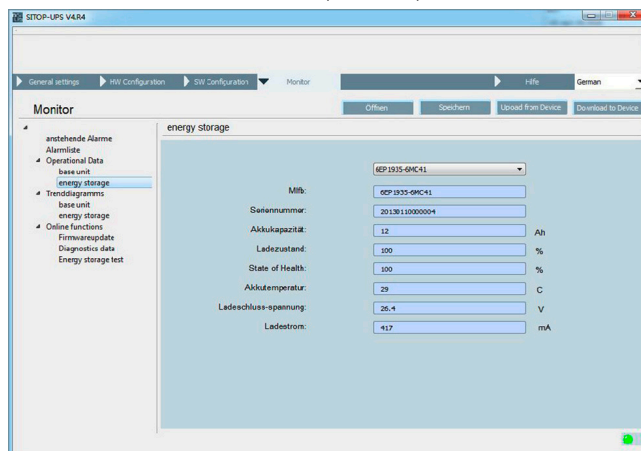 SITOP-UPS V4.R4
General settings HW Configuration SW Configuration Monitor Hilfe German
Monitor
Öffnen Speichern Upload from Device Download to Device
energy storage
anstehende Alarme
Alarmliste
Operational Data
base unit
energy storage
Trenddiagramms
base unit
energy storage
Online functions
Firmwareupdate
Diagnostics data
Energy storage test
6EP1935-6MC41
Mlfb: 6EP1935-6MC41
Seriennummer: 20130110000004
Akkukapazität: 12 Ah
Ladezustand: 100 %
State of Health: 100 %
Akkutemperatur: 29 C
Ladeschluss-spannung: 26.4 V
Ladestrom: 417 mA